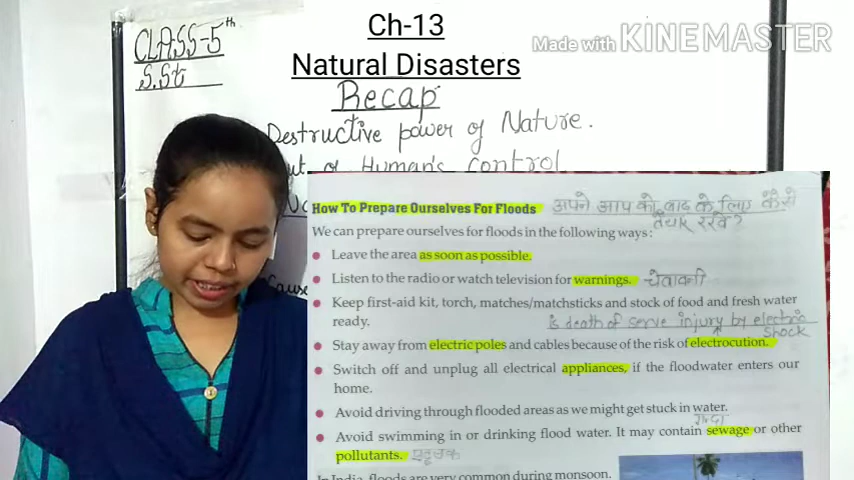 CLASS-5th
S.St
Ch-13
Natural Disasters
Made with KINEMASTER
Recap
Destructive power of Nature.
of Human's control
Cause
How To Prepare Ourselves For Floods अपने आप को बाढ़ के लिए कैसे
तैयार रखे?
We can prepare ourselves for floods in the following ways:
• Leave the area as soon as possible.
• Listen to the radio or watch television for warnings. चेतावनी
• Keep first-aid kit, torch, matches/matchsticks and stock of food and fresh water
ready. is death of serve injury by electric
shock
• Stay away from electric poles and cables because of the risk of electrocution.
• Switch off and unplug all electrical appliances, if the floodwater enters our
home.
• Avoid driving through flooded areas as we might get stuck in water.
• Avoid swimming in or drinking flood water. It may contain sewage or other
pollutants.
In India, floods are very common during monsoon.